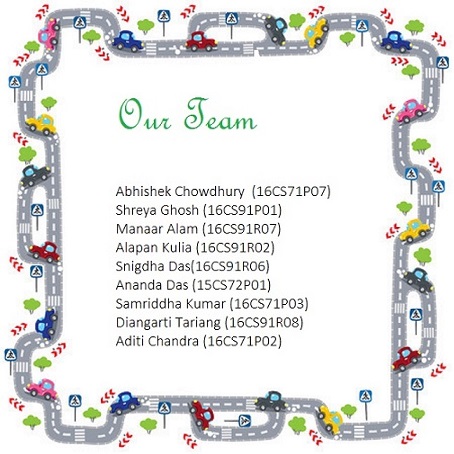 Our Team
Abhishek Chowdhury (16CS71P07)
Shreya Ghosh (16CS91P01)
Manaar Alam (16CS91R07)
Alapan Kulia (16CS91R02)
Snigdha Das(16CS91R06)
Ananda Das (15CS72P01)
Samriddha Kumar (16CS71P03)
Diangarti Tariang (16CS91R08)
Aditi Chandra (16CS71P02)